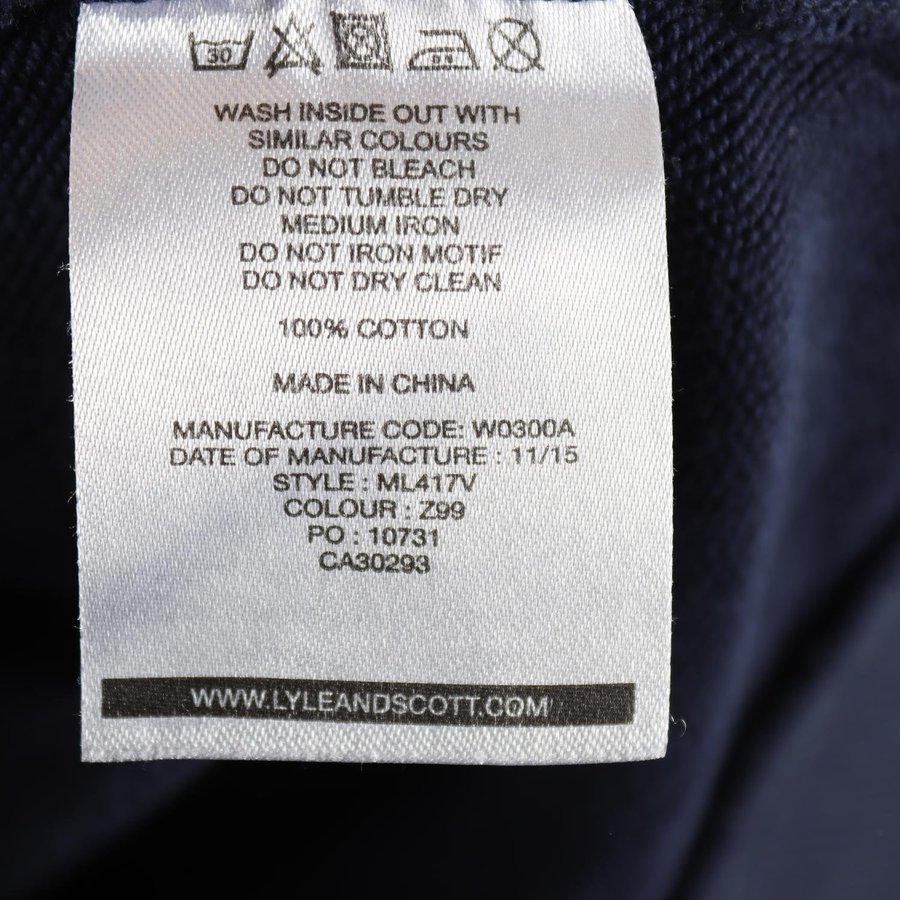 30
WASH INSIDE OUT WITH
SIMILAR COLOURS
DO NOT BLEACH
DO NOT TUMBLE DRY
MEDIUM IRON
DO NOT IRON MOTIF
DO NOT DRY CLEAN
100% COTTON
MADE IN CHINA
MANUFACTURE CODE: W0300A
DATE OF MANUFACTURE : 11/15
STYLE : ML417V
COLOUR : Z99
PO : 10731
CA30293
WWW.LYLEANDSCOTT.COM